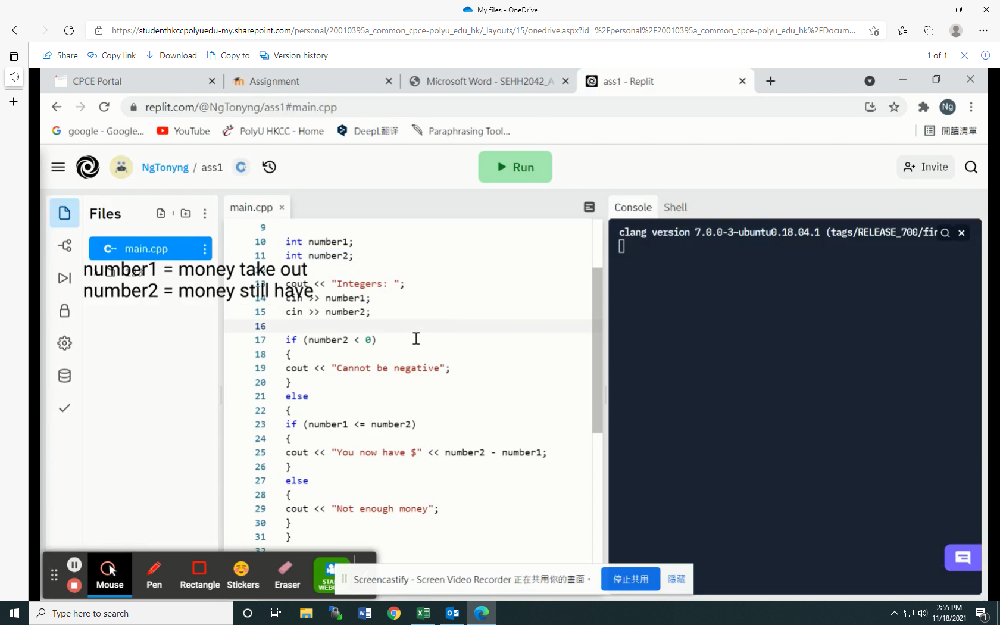 My files - OneDrive
https://studenthkccpolyuedu-my.sharepoint.com/personal/20010395a_common_cpce-polyu_edu_hk/_layouts/15/onedrive.aspx?id=%2Fpersonal%2F20010395a_common_cpce-polyu_edu_hk%2FDocum...
Share Copy link Download Copy to Version history 1 of 1
CPCE Portal Assignment Microsoft Word - SEHH2042_A ass1 - Replit
replit.com/@NgTonyng/ass1#main.cpp Ng
google - Google... YouTube PolyU HKCC - Home DeepL翻译 Paraphrasing Tool... 閱讀清單
NgTonyng / ass1 Run Invite
Files main.cpp Console Shell
main.cpp
clang version 7.0.0-3~ubuntu0.18.04.1 (tags/RELEASE_700/fin
number1 = money take out
number2 = money still have
9
10 int number1;
11 int number2;
13 cout << "Integers: ";
14 cin >> number1;
15 cin >> number2;
16
17 if (number2 < 0)
18 {
19 cout << "Cannot be negative";
20 }
21 else
22 {
23 if (number1 <= number2)
24 {
25 cout << "You now have $" << number2 - number1;
26 }
27 else
28 {
29 cout << "Not enough money";
30 }
31 }
32
Mouse Pen Rectangle Stickers Eraser
Screencastify - Screen Video Recorder 正在共用你的畫面。 停止共用 隱藏
Type here to search
2:55 PM
11/18/2021
1